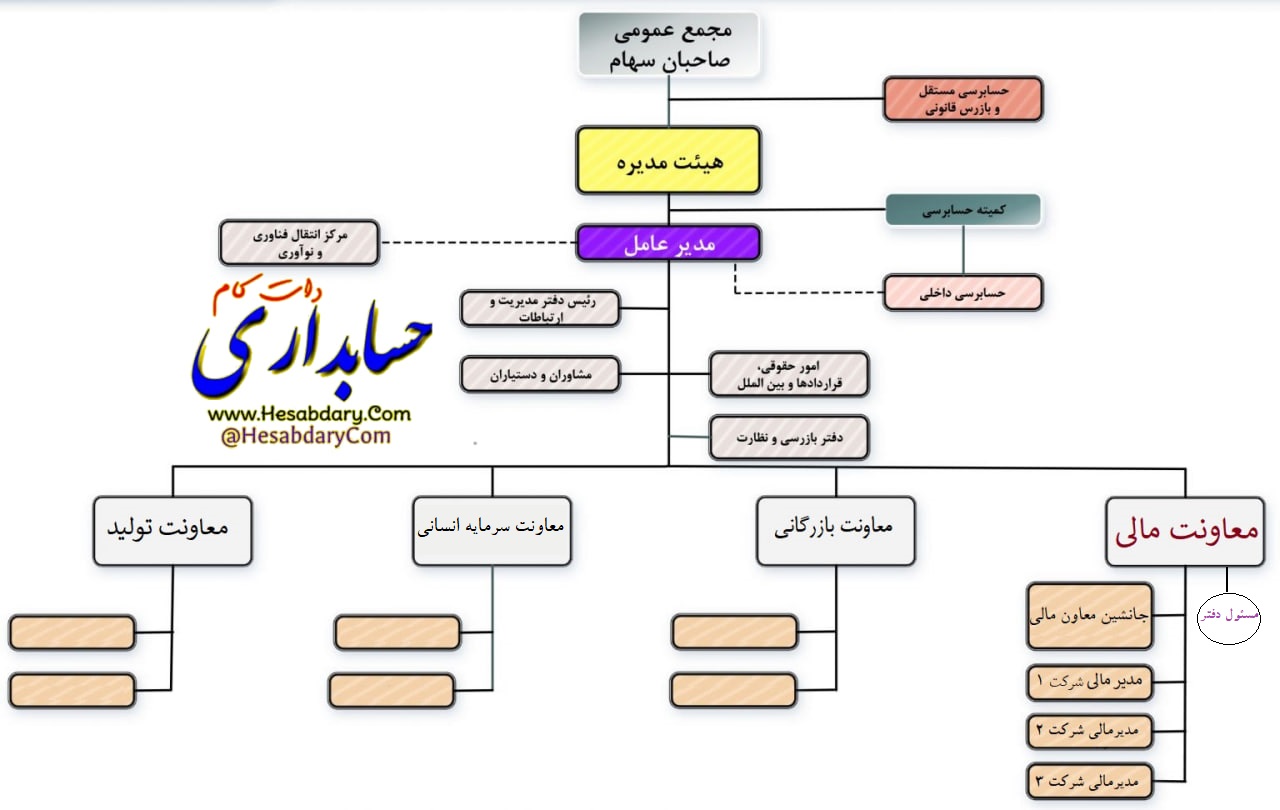 مجمع عمومی
صاحبان سهام
حسابرسی مستقل
و بازرس قانونی
هیئت مدیره
کمیته حسابرسی
مدیر عامل
مرکز انتقال فناوری
و نوآوری
حسابرسی داخلی
رئیس دفتر مدیریت و
ارتباطات
امور حقوقی،
قراردادها و بین الملل
مشاوران و دستیاران
دفتر بازرسی و نظارت
دات کام
حسابداری
www.Hesabdary.Com
@HesabdaryCom
معاونت مالی
معاونت بازرگانی
معاونت سرمایه انسانی
معاونت تولید
مسئول دفتر
جانشین معاون مالی
مدیر مالی شرکت ۱
مدیرمالی شرکت ۲
مدیرمالی شرکت ۳